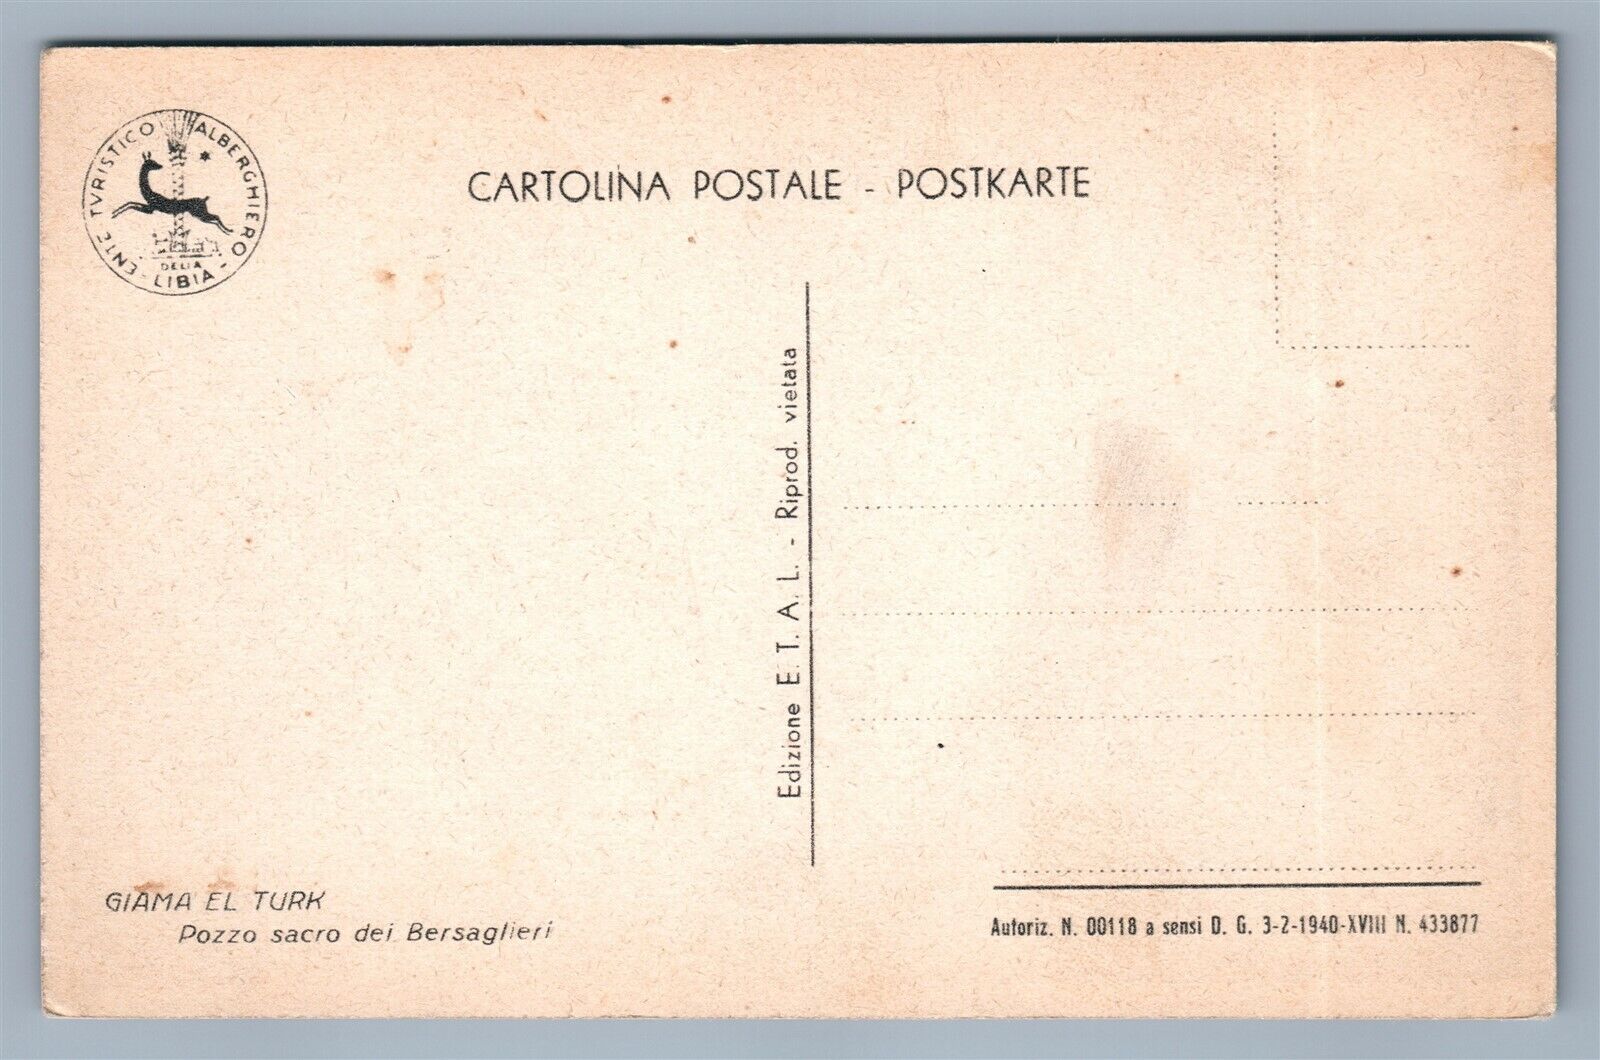 ENTE TVRISTICO ALBERGHIERO
DELLA
LIBIA
CARTOLINA POSTALE - POSTKARTE
Edizione E. T. A. L. - Riprod. vietata
GIAMA EL TURK
Pozzo sacro dei Bersaglieri
Autoriz. N. 00118 a sensi D. G. 3-2-1940-XVIII N. 433877